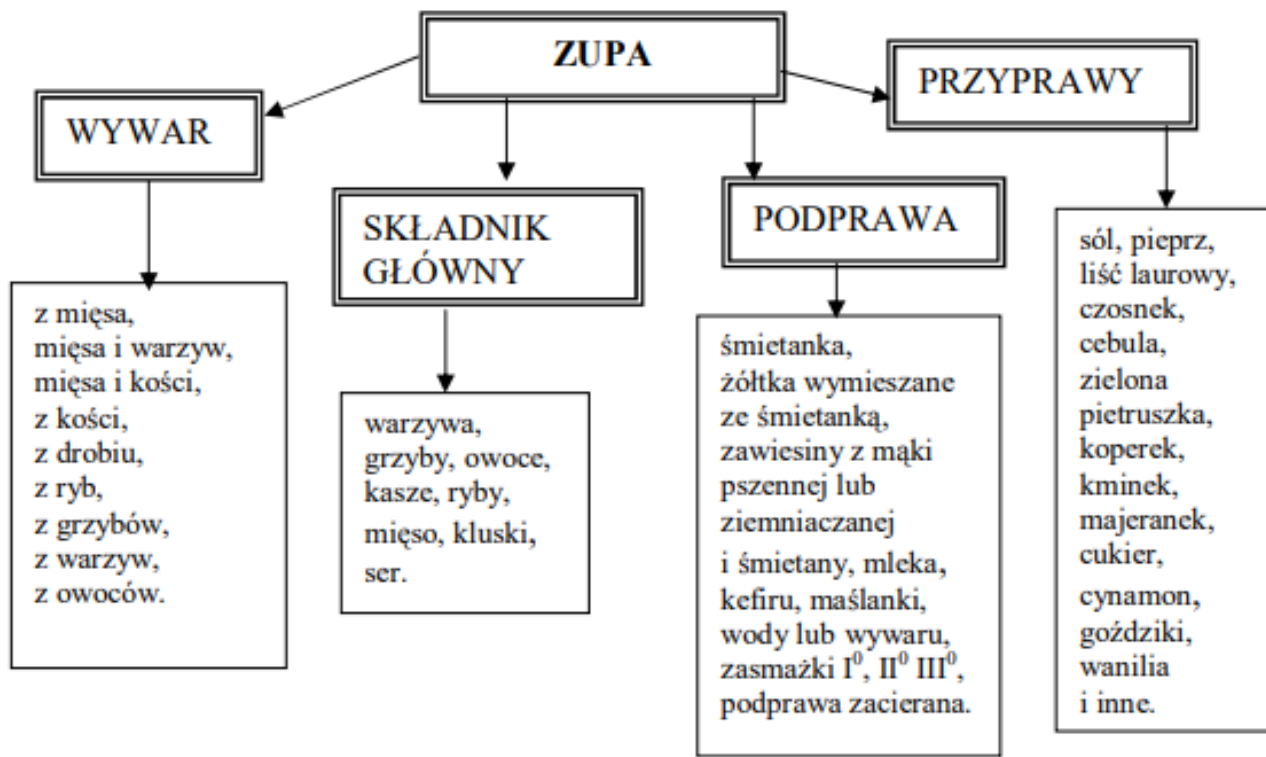 ZUPA
PRZYPRAWY
WYWAR
SKŁADNIK
GŁÓWNY
PODPRAWA
z mięsa,
mięsa i warzyw,
mięsa i kości,
z kości,
z drobiu,
z ryb,
z grzybów,
z warzyw,
z owoców.
warzywa,
grzyby, owoce,
kasze, ryby,
mięso, kluski,
ser.
śmietanka,
żółtka wymieszane
ze śmietanką,
zawiesiny z mąki
pszennej lub
ziemniaczanej
i śmietany, mleka,
kefiru, maślanki,
wody lub wywaru,
zasmażki I⁰, II⁰ III⁰,
podprawa zacierana.
sól, pieprz,
liść laurowy,
czosnek,
cebula,
zielona
pietruszka,
koperek,
kminek,
majeranek,
cukier,
cynamon,
goździki,
wanilia
i inne.